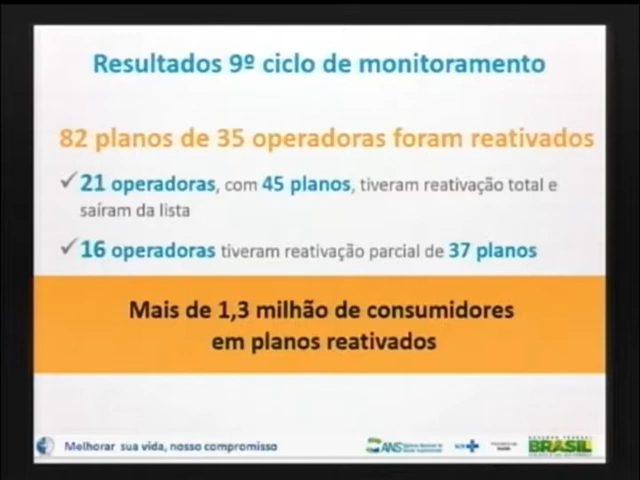 Resultados 9º ciclo de monitoramento
82 planos de 35 operadoras foram reativados
✓21 operadoras, com 45 planos, tiveram reativação total e
saíram da lista
✓16 operadoras tiveram reativação parcial de 37 planos
Mais de 1,3 milhão de consumidores
em planos reativados
Melhorar sua vida, nosso compromisso
ANS
SUS
BRASIL